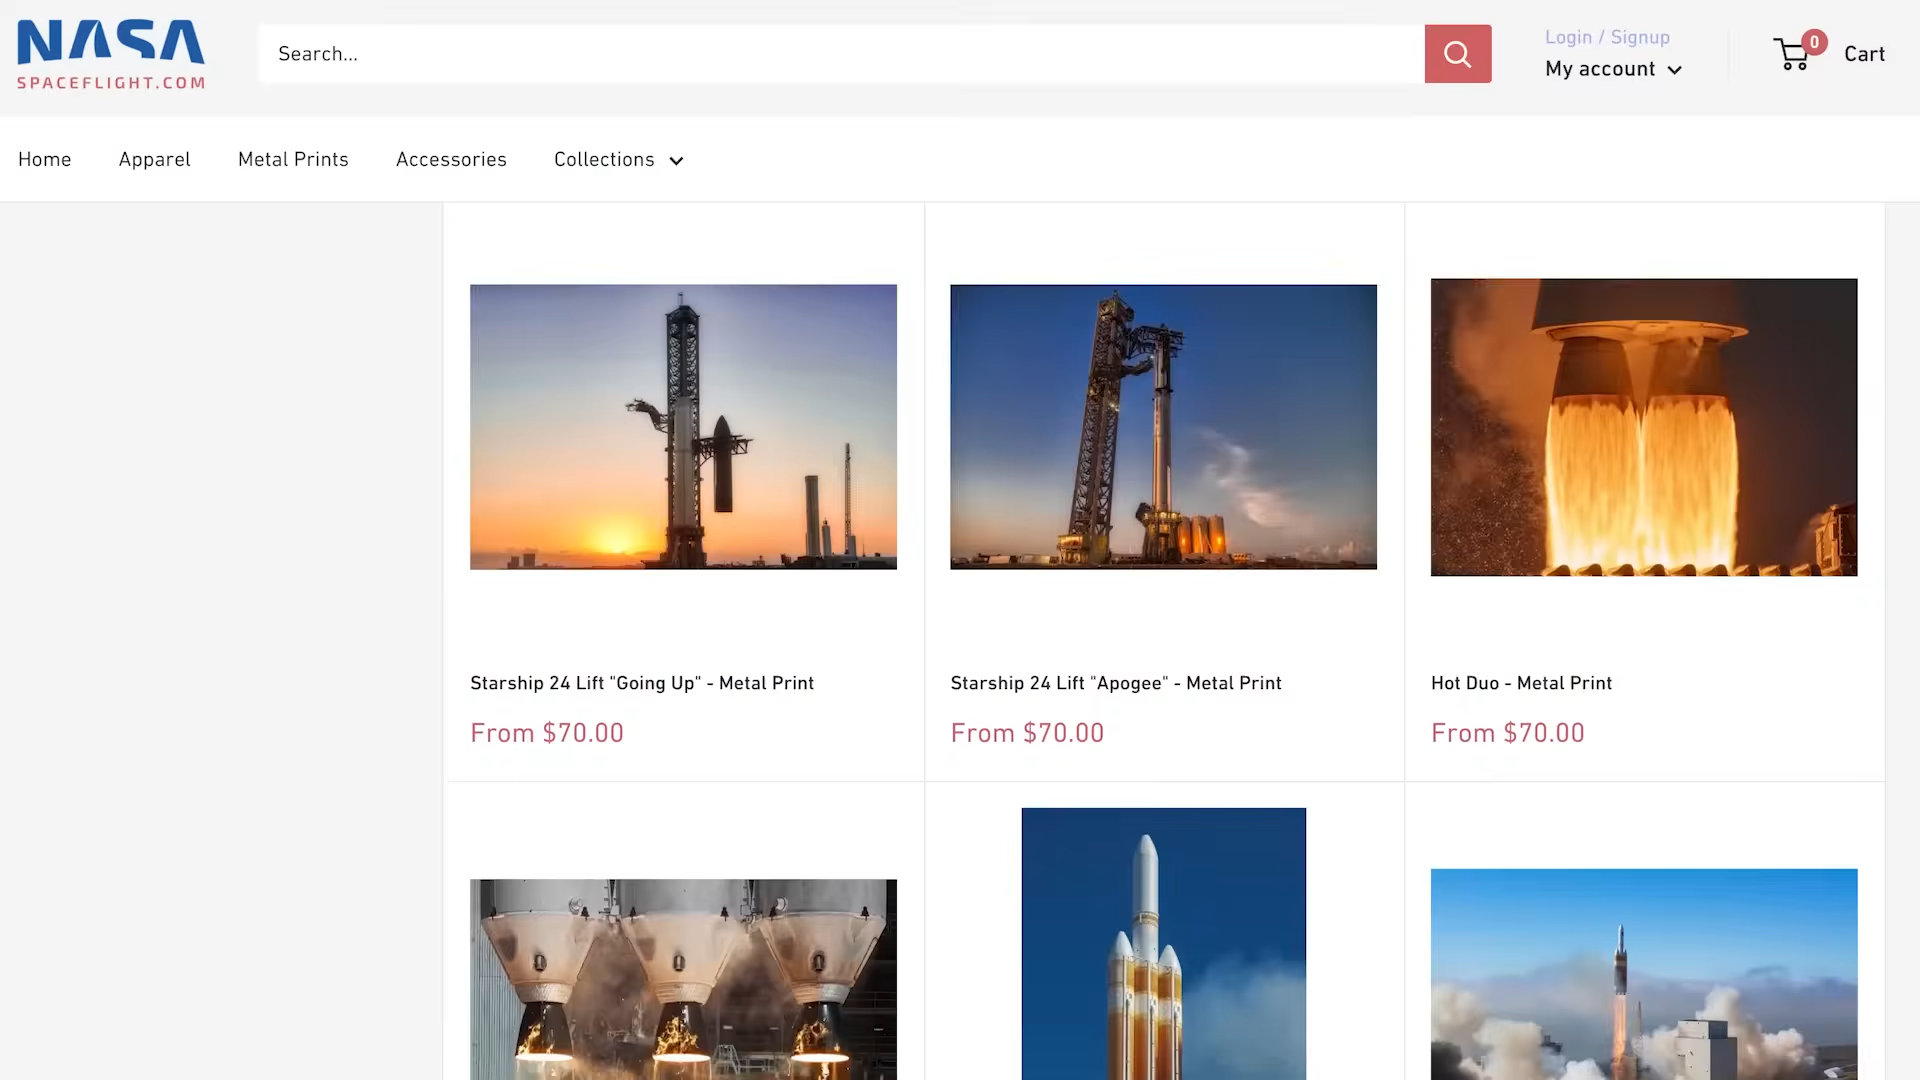 NASA
SPACEFLIGHT.COM
Search...
Login / Signup
My account
0
Cart
Home
Apparel
Metal Prints
Accessories
Collections
Starship 24 Lift "Going Up" - Metal Print
From $70.00
Starship 24 Lift "Apogee" - Metal Print
From $70.00
Hot Duo - Metal Print
From $70.00